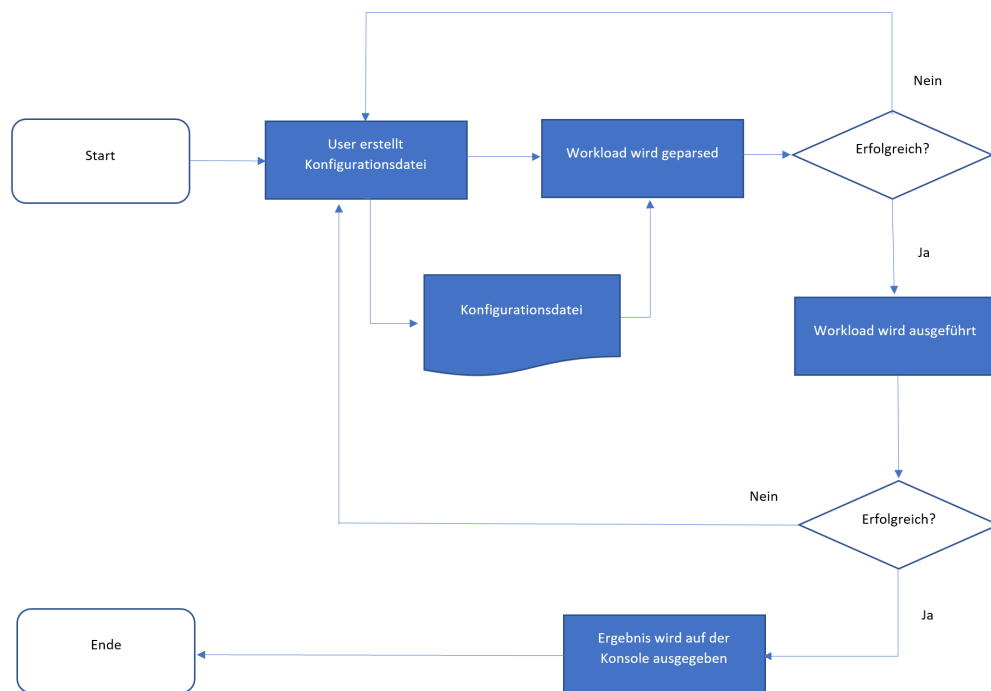 Start
User erstellt
Konfigurationsdatei
Workload wird geparsed
Erfolgreich?
Nein
Ja
Konfigurationsdatei
Workload wird ausgeführt
Erfolgreich?
Nein
Ja
Ergebnis wird auf der
Konsole ausgegeben
Ende